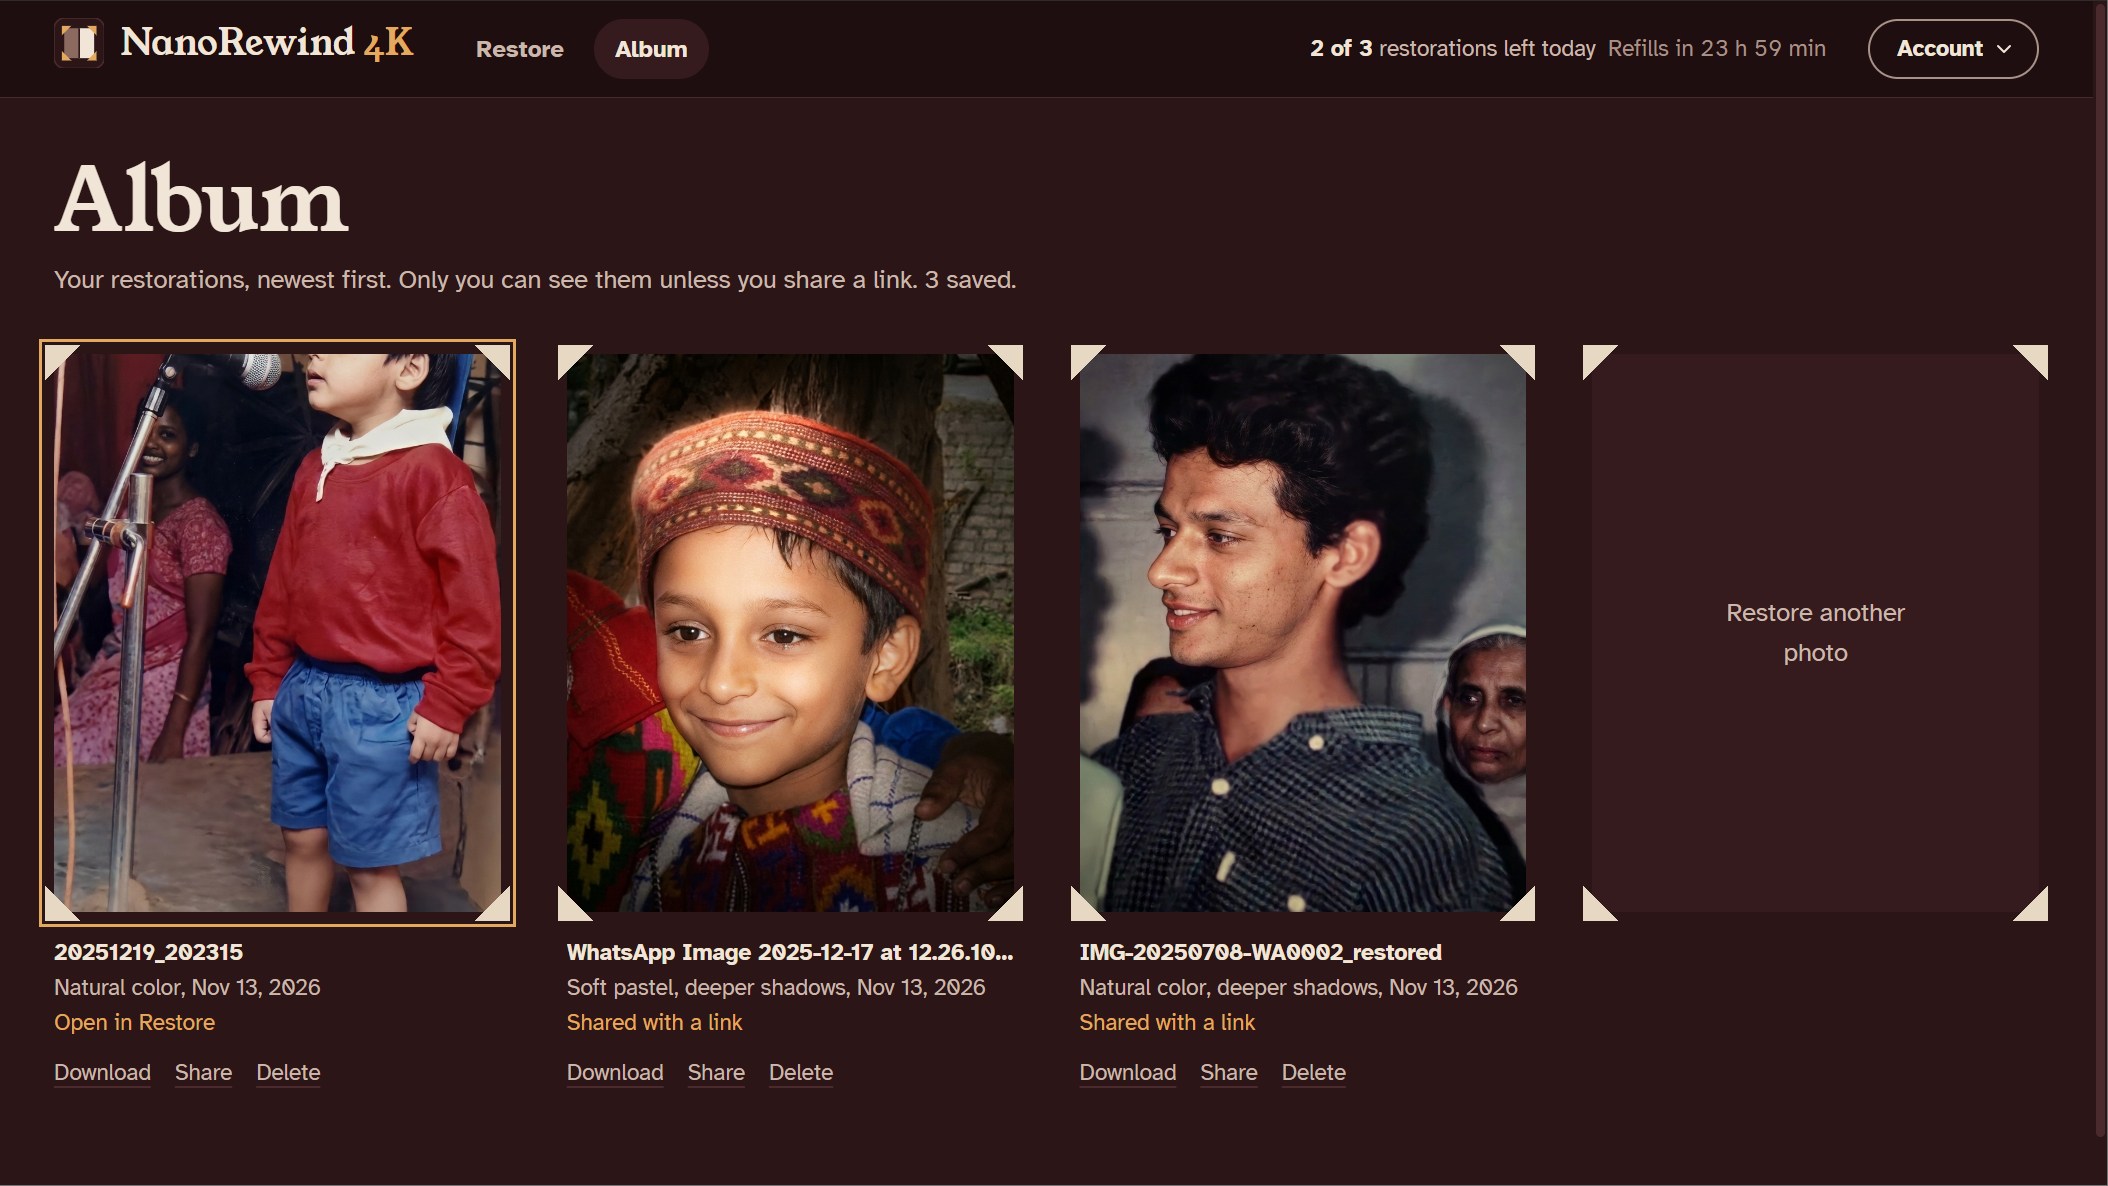 NanoRewind 4K
Restore
Album
2 of 3 restorations left today Refills in 23 h 59 min
Account
Album
Your restorations, newest first. Only you can see them unless you share a link. 3 saved.
Restore another
photo
20251219_202315
Natural color, Nov 13, 2026
Open in Restore
Download Share Delete
WhatsApp Image 2025-12-17 at 12.26.10...
Soft pastel, deeper shadows, Nov 13, 2026
Shared with a link
Download Share Delete
IMG-20250708-WA0002_restored
Natural color, deeper shadows, Nov 13, 2026
Shared with a link
Download Share Delete